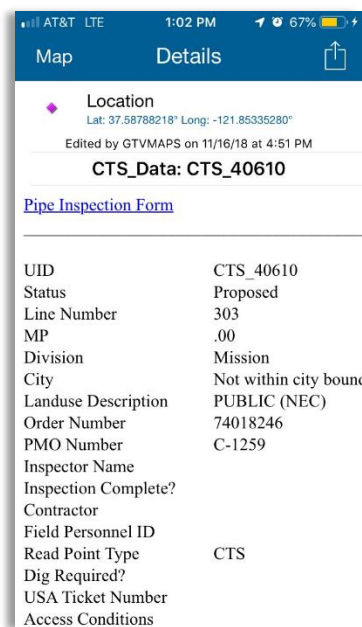 AT&T LTE 1:02 PM 67%
Map Details
Location
Lat: 37.58788218° Long: -121.85335280°
Edited by GTVMAPS on 11/16/18 at 4:51 PM
CTS_Data: CTS_40610
Pipe Inspection Form
UID CTS_40610
Status Proposed
Line Number 303
MP .00
Division Mission
City Not within city bound
Landuse Description PUBLIC (NEC)
Order Number 74018246
PMO Number C-1259
Inspector Name
Inspection Complete?
Contractor
Field Personnel ID
Read Point Type CTS
Dig Required?
USA Ticket Number
Access Conditions